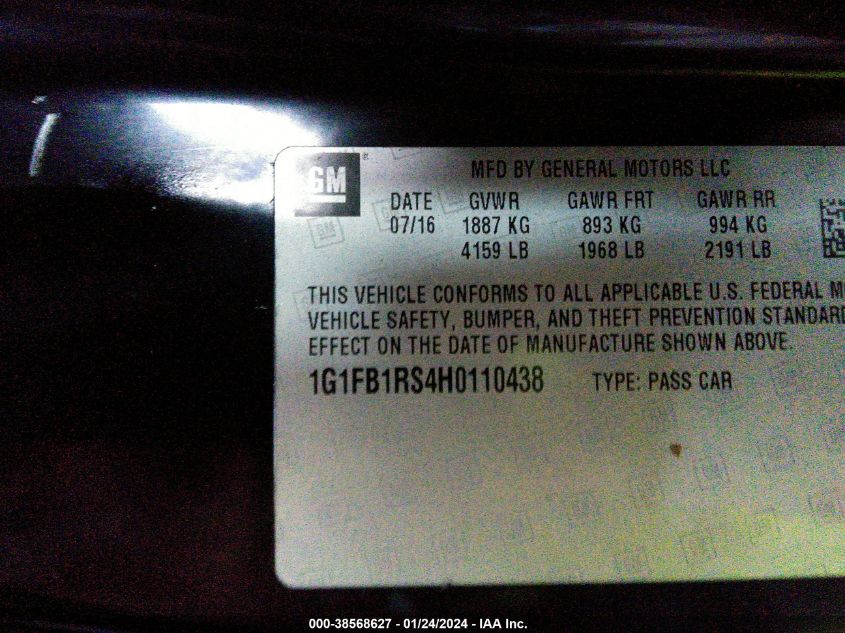 GM
MFD BY GENERAL MOTORS LLC
DATE GVWR GAWR FRT GAWR RR
07/16 1887 KG 893 KG 994 KG
4159 LB 1968 LB 2191 LB
THIS VEHICLE CONFORMS TO ALL APPLICABLE U.S. FEDERAL MO
VEHICLE SAFETY, BUMPER, AND THEFT PREVENTION STANDARD
EFFECT ON THE DATE OF MANUFACTURE SHOWN ABOVE.
1G1FB1RS4H0110438 TYPE: PASS CAR
000-38568627 - 01/24/2024 - IAA Inc.